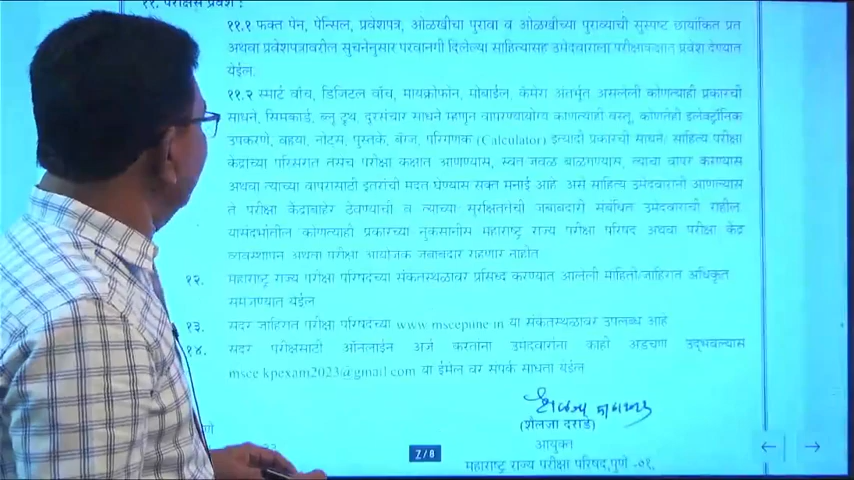 ११. परीक्षेस प्रवेश :
११.१ फक्त पेन, पेन्सिल, प्रवेशपत्र, ओळखीचा पुरावा व ओळखीच्या पुराव्याची सुस्पष्ट छायांकित प्रत
अथवा प्रवेशपत्रावरील सुचनेनुसार परवानगी दिलेल्या साहित्यासह उमेदवाराला परीक्षाकक्षात प्रवेश देण्यात
येईल.
११.२ स्मार्ट वॉच, डिजिटल वॉच, मायक्रोफोन, मोबाईल, कॅमेरा अंतर्भूत असलेली कोणत्याही प्रकारची
साधने, सिमकार्ड, ब्लू टूथ, दुरसंचार साधने म्हणून वापरण्यायोग्य कोणत्याही वस्तू, कोणतेही इलेक्ट्रॉनिक
उपकरणे, वहया, नोट्स, पुस्तके, बॅग्ज, परिगणक (Calculator) इत्यादी प्रकारची साधने/ साहित्य परीक्षा
केंद्राच्या परिसरात तसेच परीक्षा कक्षात आणण्यास, स्वत जवळ बाळगण्यास, त्याचा वापर करण्यास
अथवा त्याच्या वापरासाठी इतरांची मदत घेण्यास सक्त मनाई आहे असे साहित्य उमेदवारांनी आणल्यास
ते परीक्षा केंद्राबाहेर ठेवण्याची व त्याच्या सुरक्षिततेची जबाबदारी संबंधित उमेदवाराची राहील
यासंदर्भातील कोणत्याही प्रकारच्या नुकसानीस महाराष्ट्र राज्य परीक्षा परिषद अथवा परीक्षा केंद्र
व्यवस्थापन अथवा परीक्षा आयोजक जबाबदार राहणार नाहीत
१२. महाराष्ट्र राज्य परीक्षा परिषदेच्या संकेतस्थळावर प्रसिध्द करण्यात आलेली माहिती/जाहिरात अधिकृत
समजण्यात येईल
१३. सदर जाहिरात परीक्षा परिषदेच्या www mscepune in या संकेतस्थळावर उपलब्ध आहे
१४. सदर परीक्षेसाठी ऑनलाईन अर्ज करताना उमेदवारांना काही अडचण उद्भवल्यास
msce kpexam2023@gmail com या ईमेल वर संपर्क साधता येईल
(शैलजा दराडे)
आयुक्त
7/8
महाराष्ट्र राज्य परीक्षा परिषद,पुणे -०१.